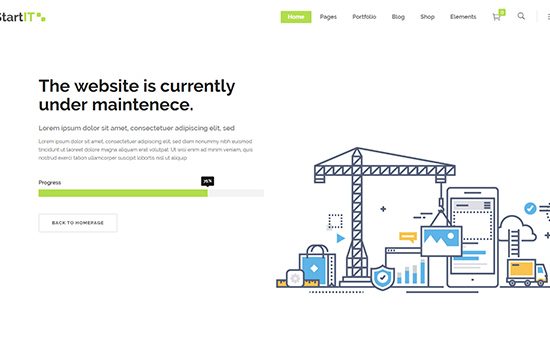 StartIT
Home Pages Portfolio Blog Shop Elements
The website is currently
under maintenece.
Lorem ipsum dolor sit amet, consectetuer adipiscing elit, sed
Lorem ipsum dolor sit amet, consectetuer adipiscing elit, sed diam nonummy nibh euismod
tincidunt ut laoreet dolore magna aliquam erat volutpat. Ut wisi enim ad minim veniam, quis
nostrud exerci tation ullamcorper suscipit lobortis nisl ut aliquip
Progress
75%
BACK TO HOMEPAGE